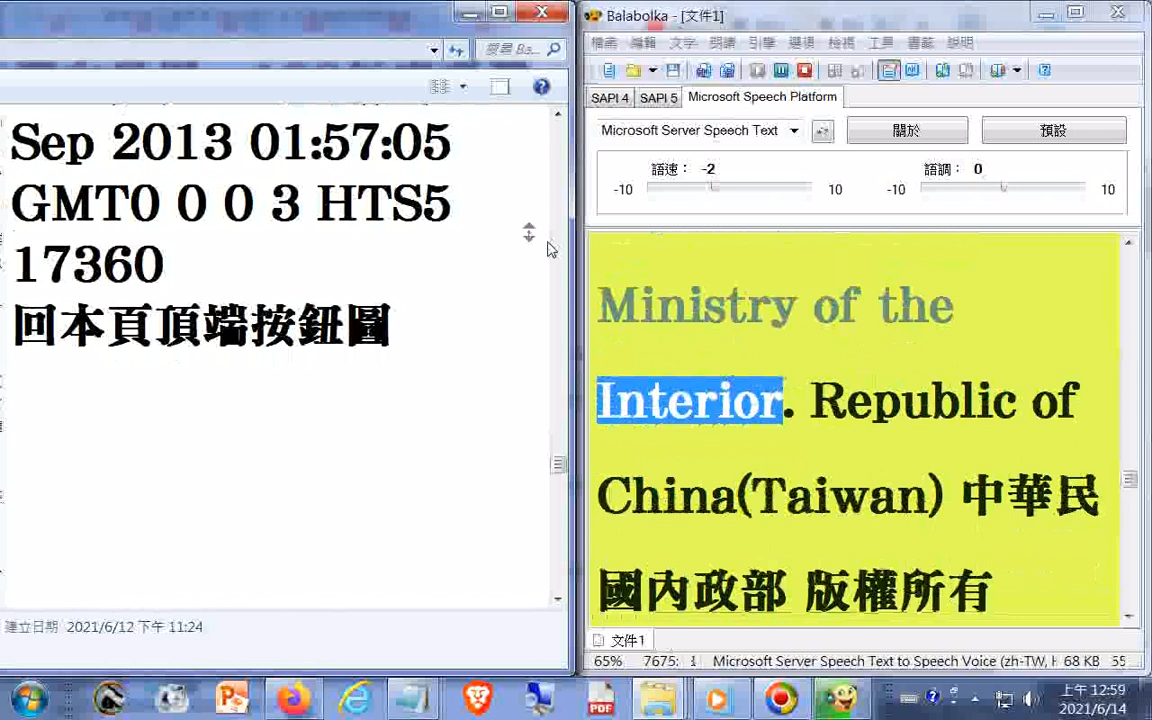 搜尋 Ba...
Sep 2013 01:57:05
GMT0 0 0 3 HTS5
17360
回本頁頂端按鈕圖
建立日期 2021/6/12 下午 11:24
Balabolka - [文件1]
檔案 編輯 文字 朗讀 引擎 選項 檢視 工具 書籤 說明
SAPI 4 SAPI 5 Microsoft Speech Platform
Microsoft Server Speech Text 關於 預設
語速： -2 語調： 0
-10 10 -10 10
Ministry of the
Interior. Republic of
China(Taiwan) 中華民
國內政部 版權所有
文件1
65% 7675: 1 Microsoft Server Speech Text to Speech Voice (zh-TW, H 68 KB 55
PDF
上午 12:59
2021/6/14